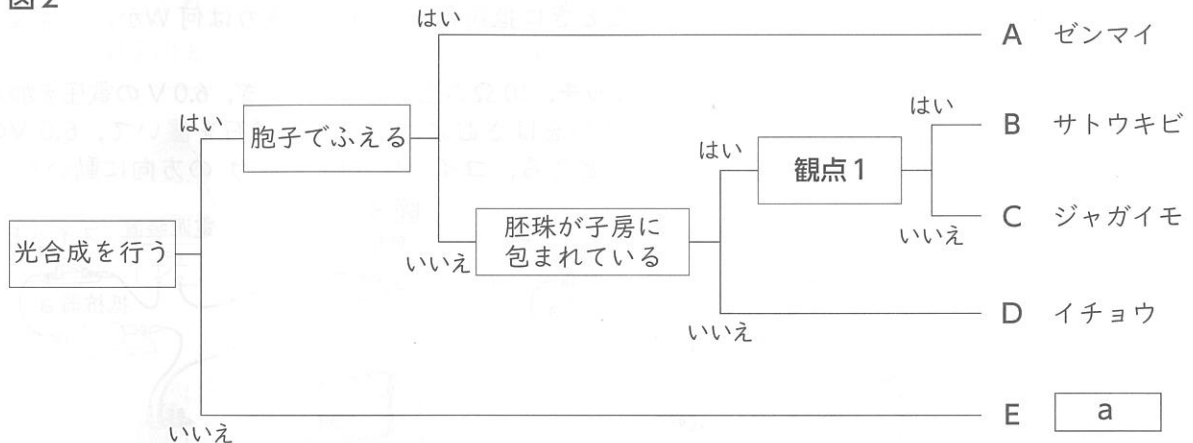 図2
はい
A ゼンマイ
はい
胞子でふえる
はい
B サトウキビ
はい
観点1
光合成を行う
いいえ
胚珠が子房に
包まれている
C ジャガイモ
いいえ
D イチョウ
いいえ
E a
いいえ